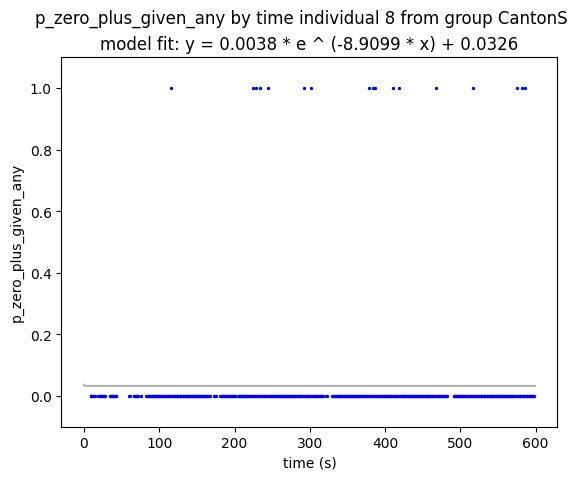 p_zero_plus_given_any by time individual 8 from group CantonS
model fit: y = 0.0038 * e ^ (-8.9099 * x) + 0.0326
1.0
0.8
0.6
0.4
0.2
0.0
p_zero_plus_given_any
0 100 200 300 400 500 600
time (s)